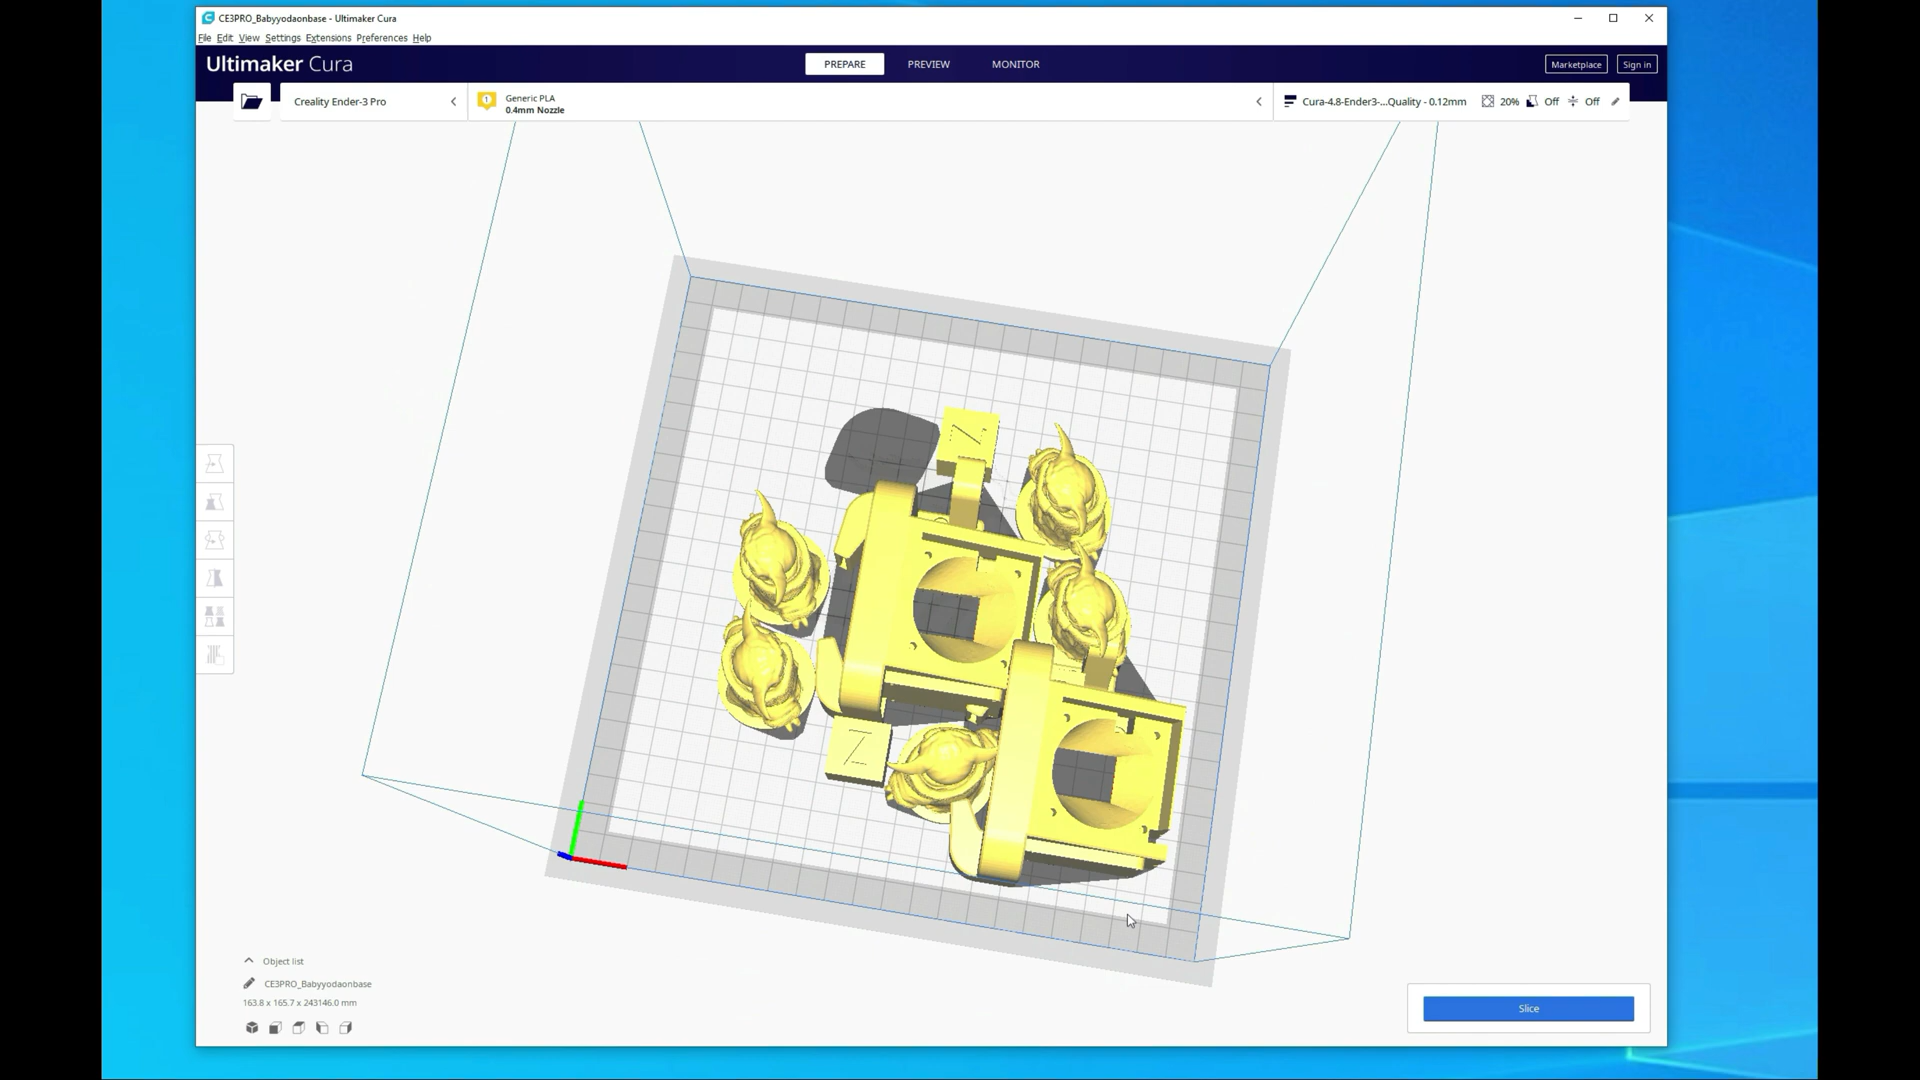 CE3PRO_Babyyodaonbase - Ultimaker Cura
File Edit View Settings Extensions Preferences Help
Ultimaker Cura
PREPARE
PREVIEW
MONITOR
Marketplace
Sign in
Creality Ender-3 Pro
1
Generic PLA
0.4mm Nozzle
Cura-4.8-Ender3-...Quality - 0.12mm
20%
Off
Off
Z
Z
Object list
CE3PRO_Babyyodaonbase
163.8 x 165.7 x 243146.0 mm
Slice